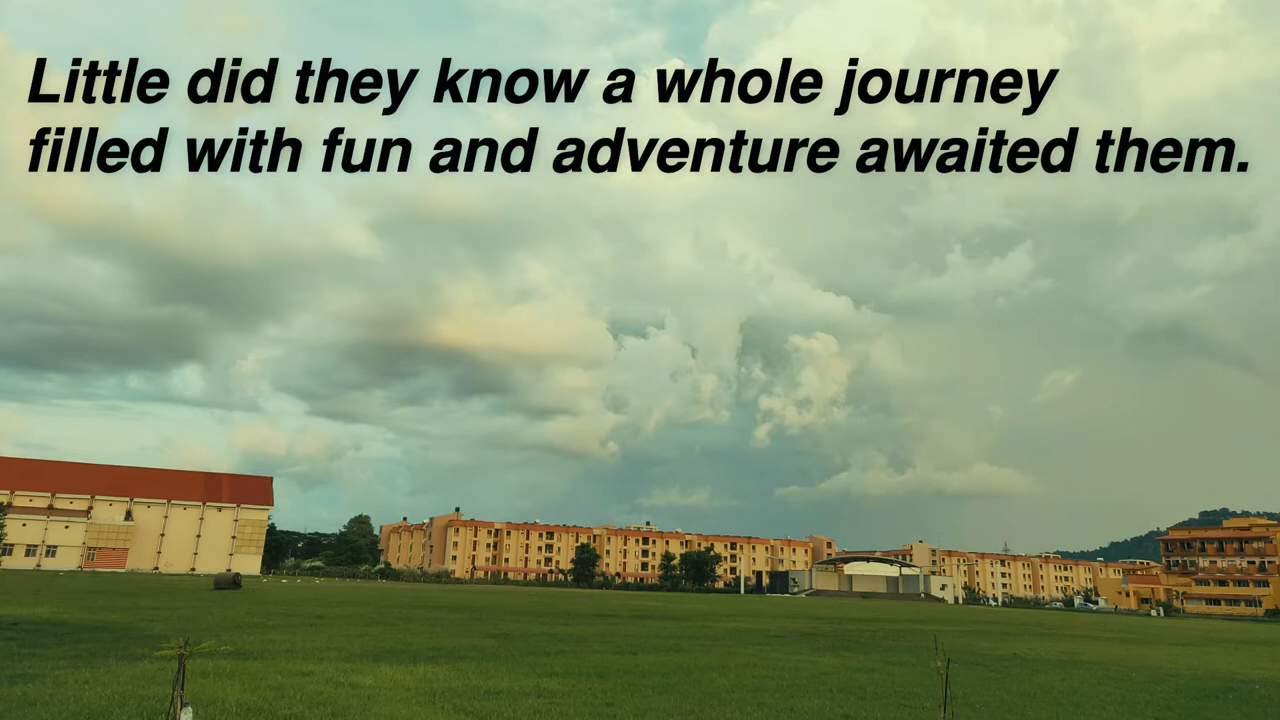 Little did they know a whole journey
filled with fun and adventure awaited them.